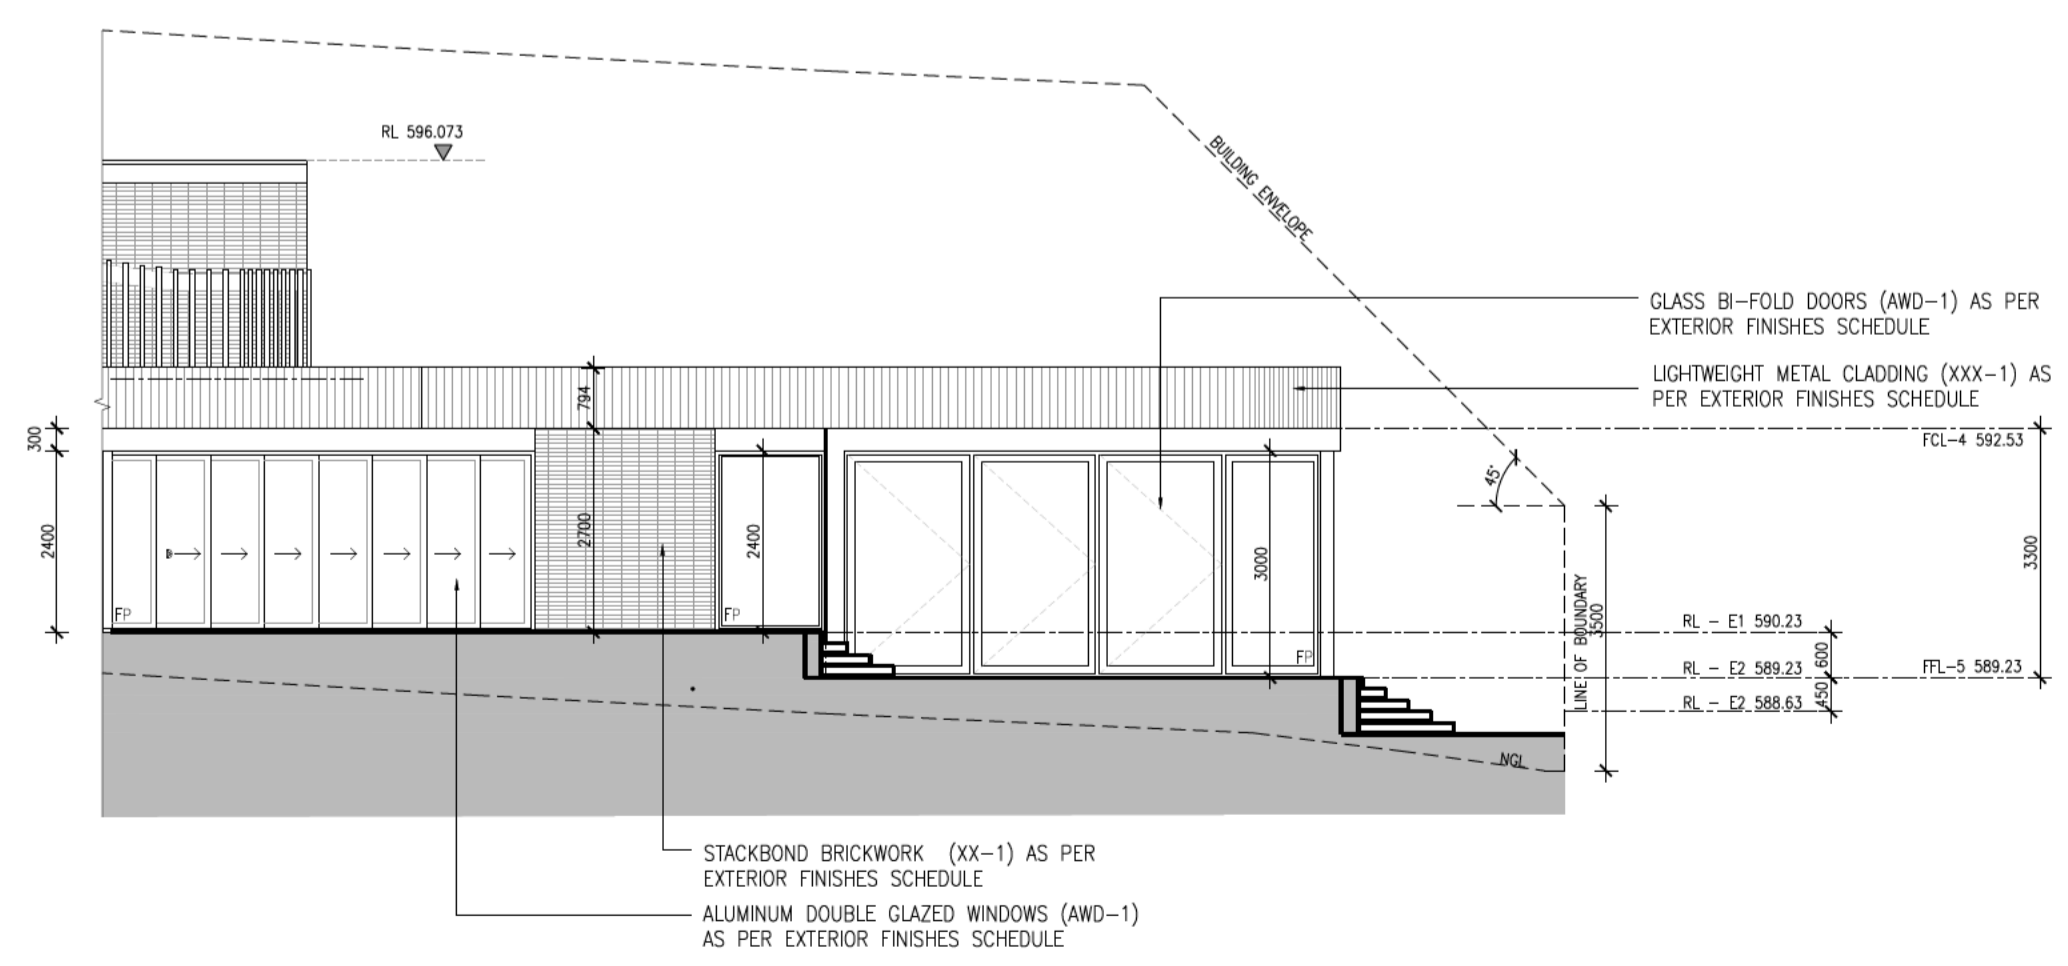 RL 596.073
BUILDING ENVELOPE
GLASS BI-FOLD DOORS (AWD-1) AS PER
EXTERIOR FINISHES SCHEDULE
LIGHTWEIGHT METAL CLADDING (XXX-1) AS
PER EXTERIOR FINISHES SCHEDULE
794
300
FCL-4 592.53
45°
2400
2700
2400
3000
3300
LINE OF BOUNDARY
3500
FP
FP
FP
RL - E1 590.23
600
RL - E2 589.23
FFL-5 589.23
450
RL - E2 588.63
NGL
STACKBOND BRICKWORK (XX-1) AS PER
EXTERIOR FINISHES SCHEDULE
ALUMINUM DOUBLE GLAZED WINDOWS (AWD-1)
AS PER EXTERIOR FINISHES SCHEDULE